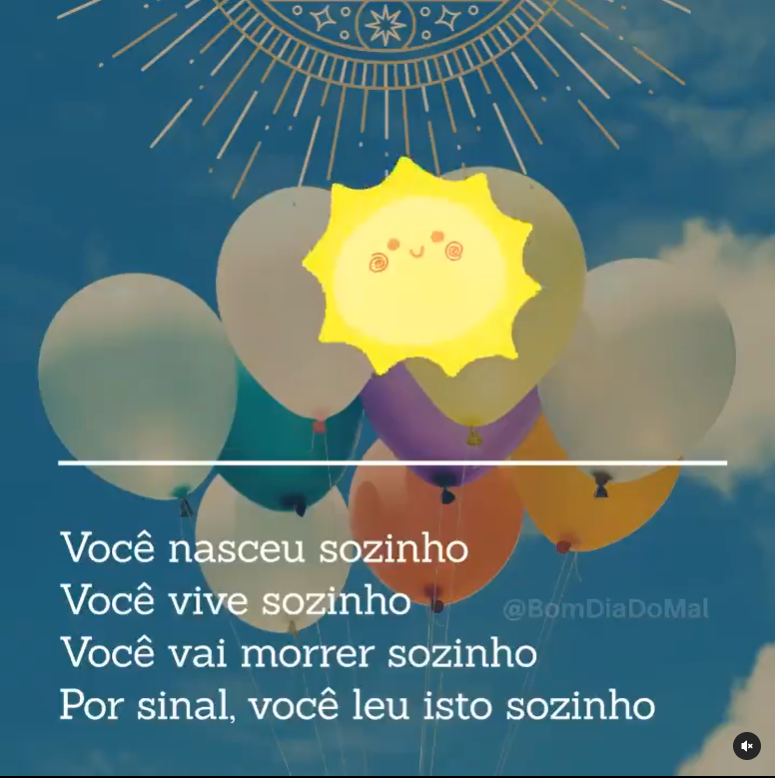 Você nasceu sozinho
Você vive sozinho
@BomDiaDoMal
Você vai morrer sozinho
Por sinal, você leu isto sozinho